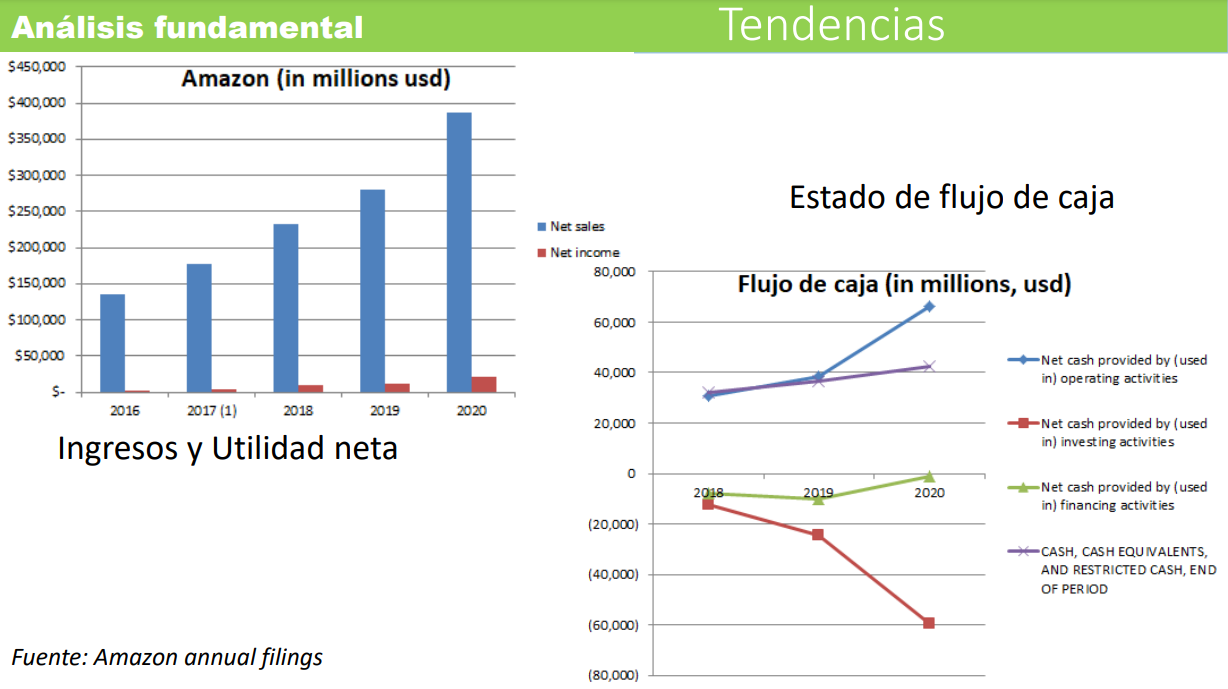 Análisis fundamental
Tendencias
Amazon (in millions usd)
$450,000
$400,000
$350,000
$300,000
$250,000
$200,000
$150,000
$100,000
$50,000
$-
2016
2017 (1)
2018
2019
2020
Net sales
Net income
Ingresos y Utilidad neta
Estado de flujo de caja
Flujo de caja (in millions, usd)
80,000
60,000
40,000
20,000
0
(20,000)
(40,000)
(60,000)
(80,000)
2018
2019
2020
Net cash provided by (used
in) operating activities
Net cash provided by (used
in) investing activities
Net cash provided by (used
in) financing activities
CASH, CASH EQUIVALENTS,
AND RESTRICTED CASH, END
OF PERIOD
Fuente: Amazon annual filings